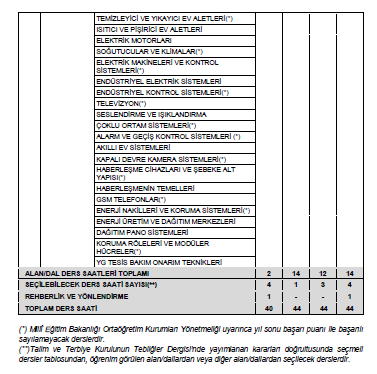 TEMİZLEYİCİ VE YIKAYICI EV ALETLERİ(*)
ISITICI VE PİŞİRİCİ EV ALETLERİ
ELEKTRİK MOTORLARI
SOĞUTUCULAR VE KLİMALAR(*)
ELEKTRİK MAKİNELERİ VE KONTROL
SİSTEMLERİ(*)
ENDÜSTRİYEL ELEKTRİK SİSTEMLERİ
ENDÜSTRİYEL KONTROL SİSTEMLERİ(*)
TELEVİZYON(*)
SESLENDİRME VE IŞIKLANDIRMA
ÇOKLU ORTAM SİSTEMLERİ(*)
ALARM VE GEÇİŞ KONTROL SİSTEMLERİ (*)
AKILLI EV SİSTEMLERİ
KAPALI DEVRE KAMERA SİSTEMLERİ(*)
HABERLEŞME CİHAZLARI VE ŞEBEKE ALT
YAPISI(*)
HABERLEŞMENİN TEMELLERİ
GSM TELEFONLAR(*)
ENERJİ NAKİLLERİ VE KORUMA SİSTEMLERİ(*)
ENERJİ ÜRETİM VE DAĞITIM MERKEZLERİ
DAĞITIM PANO SİSTEMLERİ
KORUMA RÖLELERİ VE MODÜLER
HÜCRELER(*)
YG TESİS BAKIM ONARIM TEKNİKLERİ
ALAN/DAL DERS SAATLERİ TOPLAMI 2 14 12 14
SEÇİLEBİLECEK DERS SAATİ SAYISI(**) 4 1 3 4
REHBERLİK VE YÖNLENDİRME 1 - - 1
TOPLAM DERS SAATİ 40 44 44 44
(*) Millî Eğitim Bakanlığı Ortaöğretim Kurumları Yönetmeliği uyarınca yıl sonu başarı puanı ile başarılı
sayılamayacak derslerdir.
(**)Talim ve Terbiye Kurulunun Tebliğler Dergisi'nde yayımlanan kararları doğrultusunda seçmeli
dersler tablosundan, öğrenim görülen alan/dallardan veya diğer alan/dallardan seçilecek derslerdir.